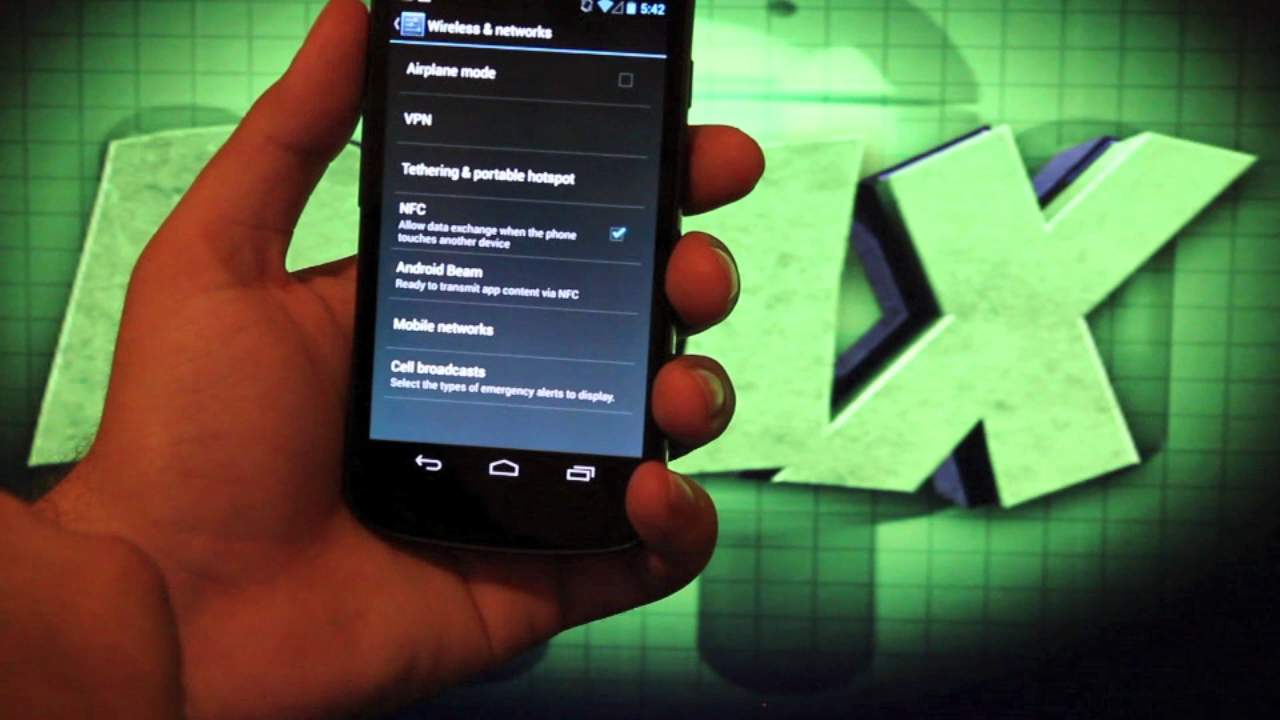 5:42
Wireless & networks
Airplane mode
VPN
Tethering & portable hotspot
NFC
Allow data exchange when the phone
touches another device
Android Beam
Ready to transmit app content via NFC
Mobile networks
Cell broadcasts
Select the types of emergency alerts to display.
X